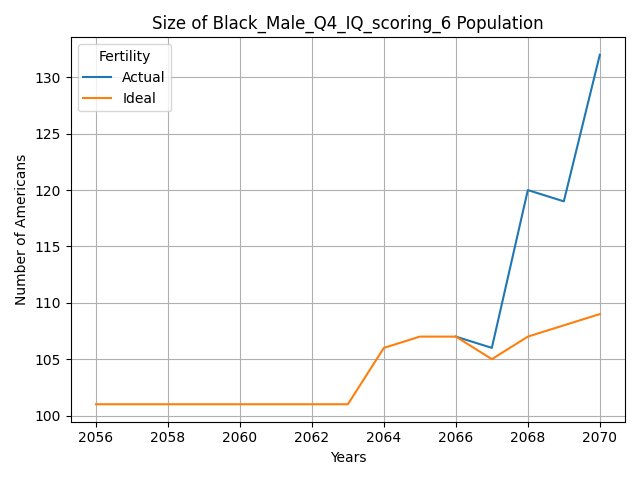 Size of Black_Male_Q4_IQ_scoring_6 Population
Fertility
Actual
Ideal
Number of Americans
130
125
120
115
110
105
100
2056 2058 2060 2062 2064 2066 2068 2070
Years